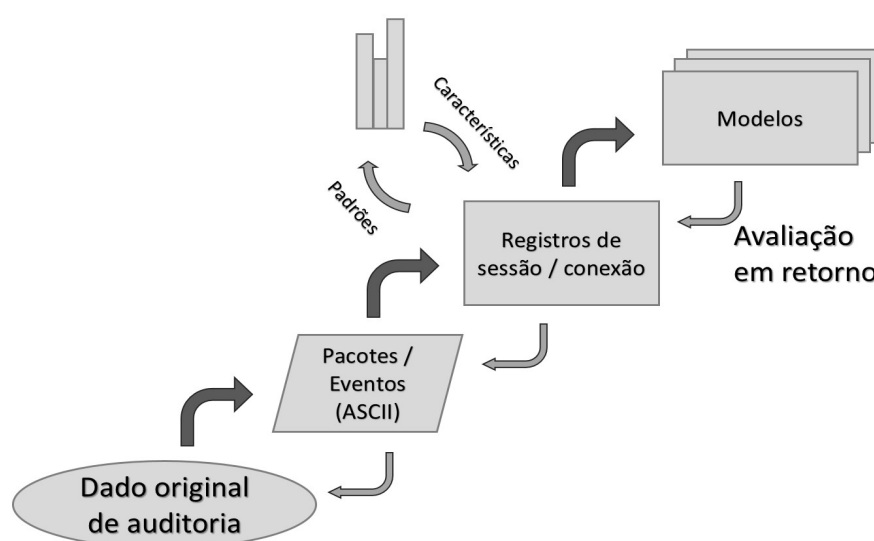 Características
Padrões
Modelos
Registros de
sessão / conexão
Avaliação
em retorno
Pacotes /
Eventos
(ASCII)
Dado original
de auditoria